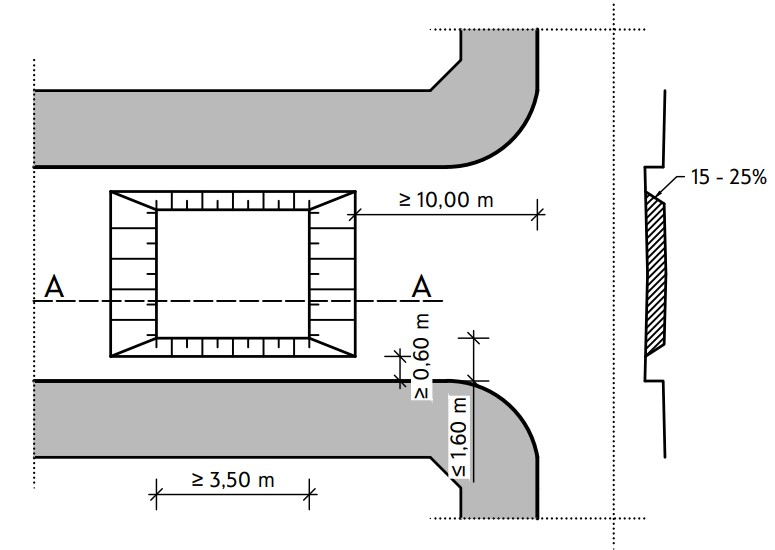 ≥ 10,00 m
15 - 25%
A
A
≥ 0,60 m
≤ 1,60 m
≥ 3,50 m